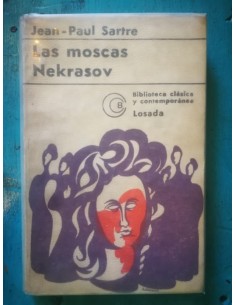 Jean-Paul Sartre
Las moscas
Nekrasov
Biblioteca clásica
y contemporánea
Losada